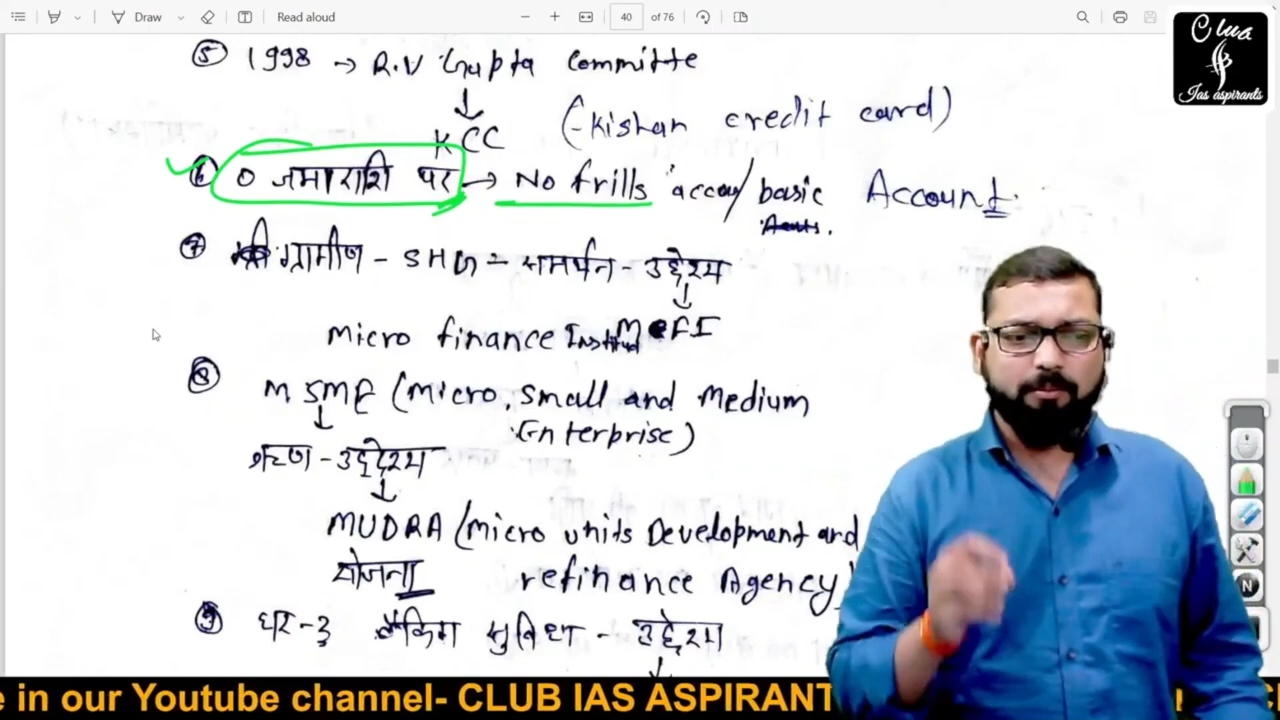 Draw
Read aloud
40 of 76
Club
Ias aspirants
⑤ 1998 → R.V Gupta Committe
↓
KCC (Kishan credit card)
⑥ 0 जमाराशि पर → No frills accou/basic Account.
⑦ ग्रामीण - SHG - समर्थन - उद्देश्य
↓
micro finance MFI
⑧ MSME (Micro, Small and Medium
Enterprise)
↓
ऋण - उद्देश्य
↓
MUDRA (Micro units Development and
योजना refinance Agency)
⑨ घर-2 बैंकिंग सुविधा - उद्देश्य
↓
N
e in our Youtube channel- CLUB IAS ASPIRANT